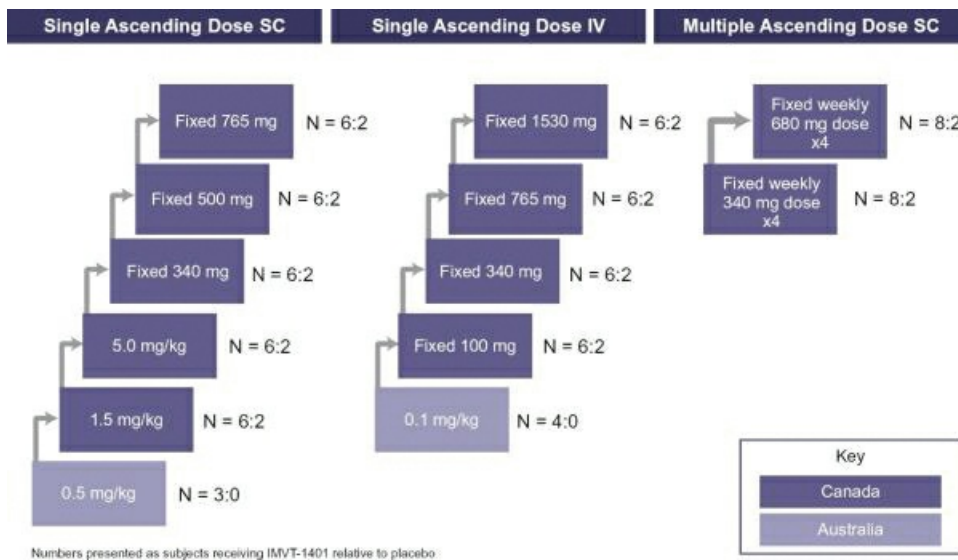 Single Ascending Dose SC
Single Ascending Dose IV
Multiple Ascending Dose SC
Fixed 765 mg
N = 6:2
Fixed 500 mg
N = 6:2
Fixed 340 mg
N = 6:2
5.0 mg/kg
N = 6:2
1.5 mg/kg
N = 6:2
0.5 mg/kg
N = 3:0
Fixed 1530 mg
N = 6:2
Fixed 765 mg
N = 6:2
Fixed 340 mg
N = 6:2
Fixed 100 mg
N = 6:2
0.1 mg/kg
N = 4:0
Fixed weekly
680 mg dose
x4
N = 8:2
Fixed weekly
340 mg dose
x4
N = 8:2
Key
Canada
Australia
Numbers presented as subjects receiving IMVT-1401 relative to placebo